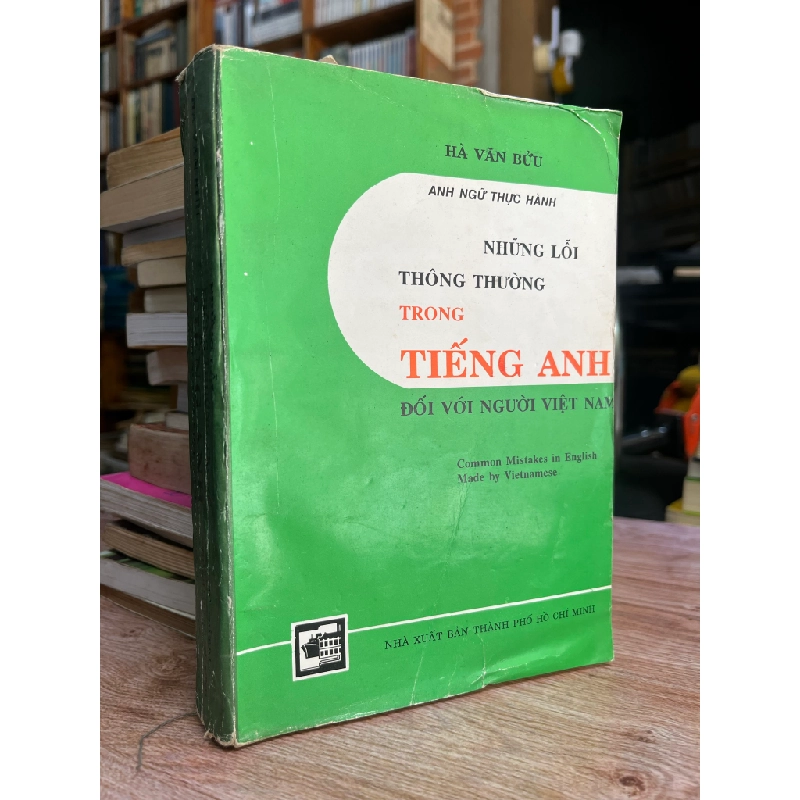 HÀ VĂN BỬU
ANH NGỮ THỰC HÀNH
NHỮNG LỖI
THÔNG THƯỜNG
TRONG
TIẾNG ANH
ĐỐI VỚI NGƯỜI VIỆT NAM
Common Mistakes in English
Made by Vietnamese
NHÀ XUẤT BẢN THÀNH PHỐ HỒ CHÍ MINH